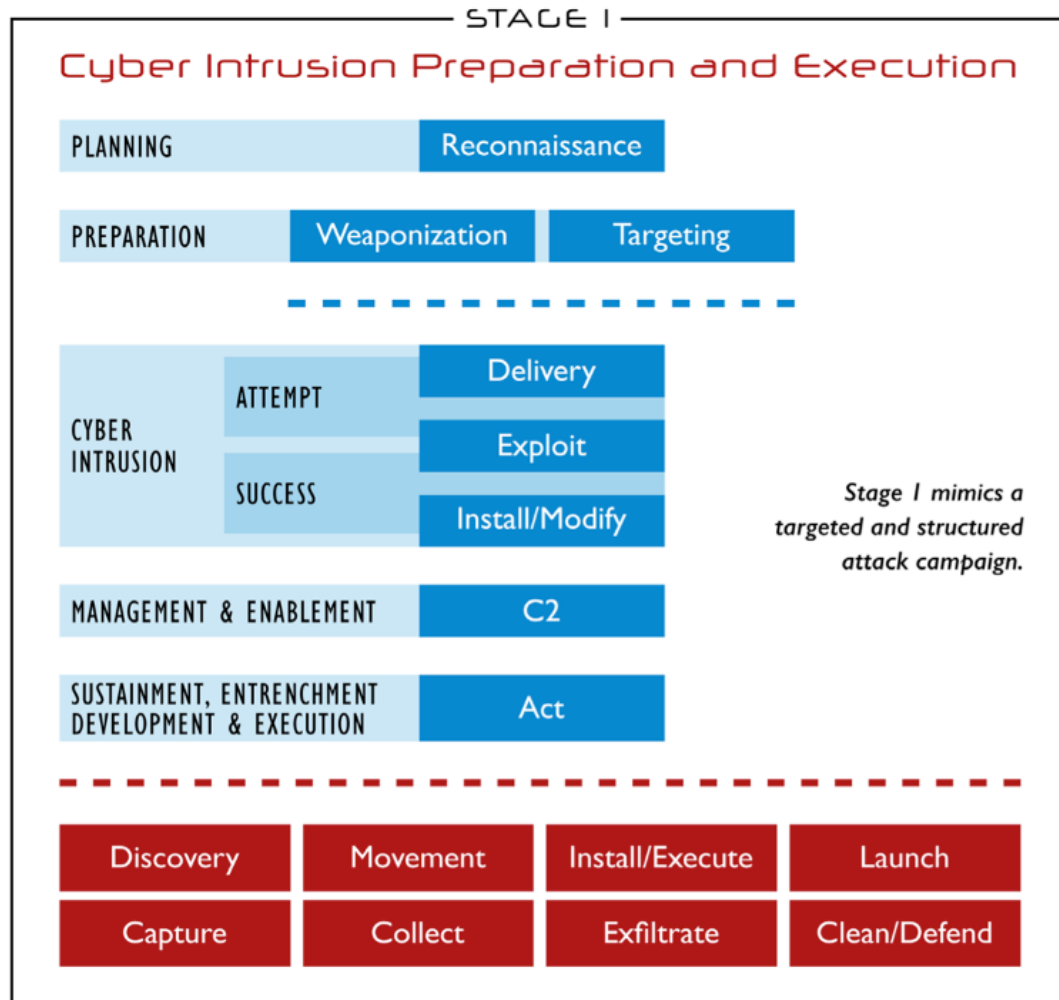 STAGE 1
Cyber Intrusion Preparation and Execution
PLANNING
Reconnaissance
PREPARATION
Weaponization
Targeting
CYBER
INTRUSION
ATTEMPT
Delivery
Exploit
SUCCESS
Install/Modify
Stage 1 mimics a
targeted and structured
attack campaign.
MANAGEMENT & ENABLEMENT
C2
SUSTAINMENT, ENTRENCHMENT
DEVELOPMENT & EXECUTION
Act
Discovery
Movement
Install/Execute
Launch
Capture
Collect
Exfiltrate
Clean/Defend